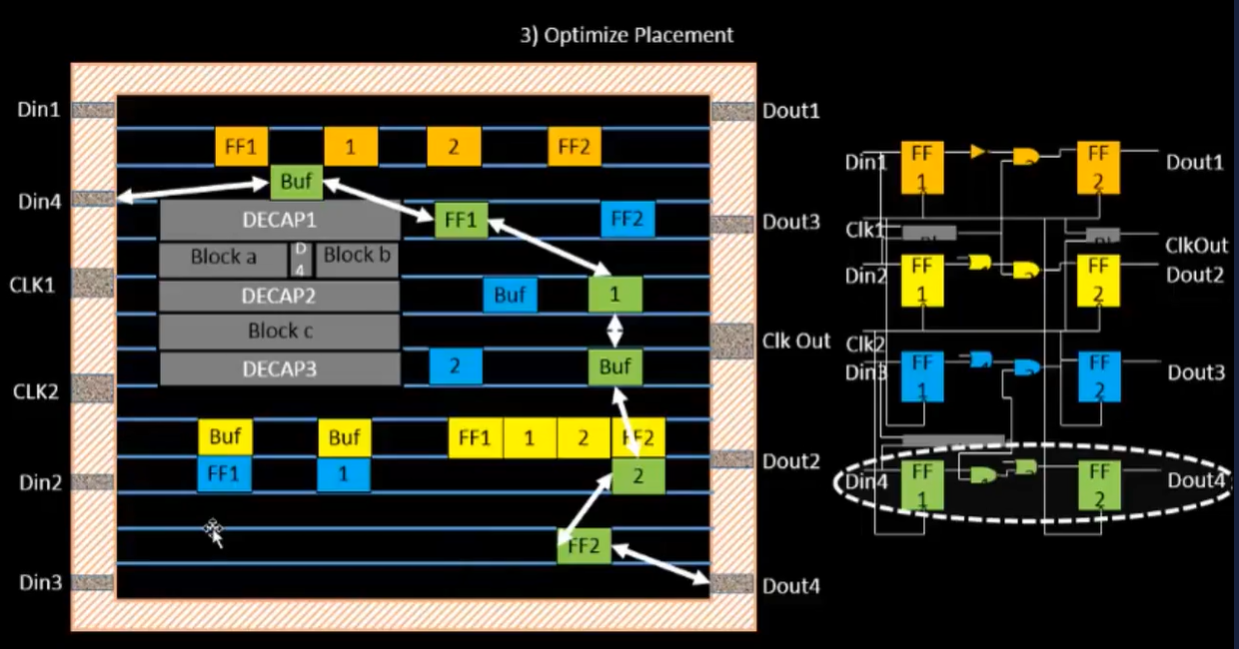 3) Optimize Placement
Din1
Dout1
FF1
1
2
FF2
Buf
Din4
DECAP1
FF1
FF2
Dout3
Block a
D
4
Block b
CLK1
DECAP2
Buf
1
Block c
Clk Out
DECAP3
2
Buf
CLK2
Buf
Buf
FF1
1
2
FF2
Dout2
FF1
1
2
Din2
FF2
Din3
Dout4
Din1
FF
1
FF
2
Dout1
Clk1
ClkOut
Din2
FF
1
FF
2
Dout2
Clk2
Din3
FF
1
FF
2
Dout3
Din4
FF
1
FF
2
Dout4